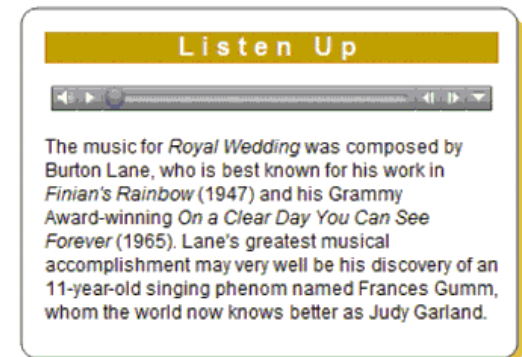 Listen Up
The music for Royal Wedding was composed by
Burton Lane, who is best known for his work in
Finian's Rainbow (1947) and his Grammy
Award-winning On a Clear Day You Can See
Forever (1965). Lane's greatest musical
accomplishment may very well be his discovery of an
11-year-old singing phenom named Frances Gumm,
whom the world now knows better as Judy Garland.